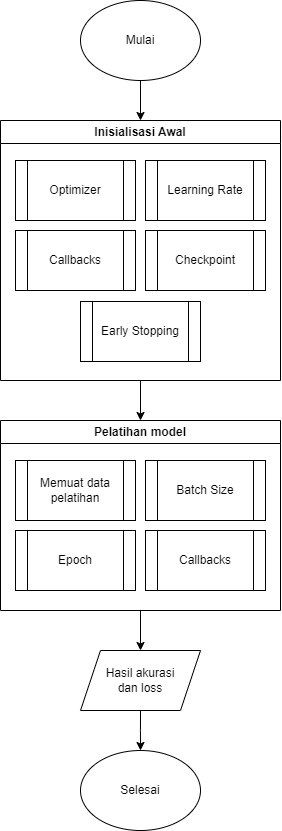 Mulai
Inisialisasi Awal
Optimizer
Learning Rate
Callbacks
Checkpoint
Early Stopping
Pelatihan model
Memuat data
pelatihan
Batch Size
Epoch
Callbacks
Hasil akurasi
dan loss
Selesai